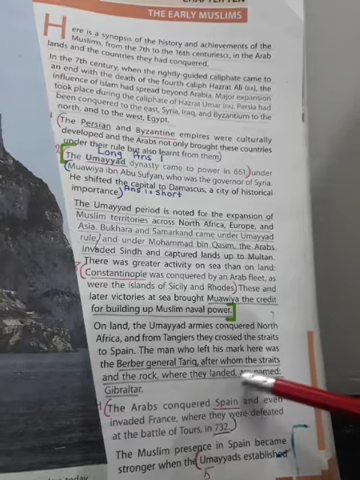 CHAPTER TEN
THE EARLY MUSLIMS
Here is a synopsis of the history and achievements of the
Muslims, from the 7th to the 16th centuries, in the Arab
lands and the countries they had conquered.
In the 7th century, when the rightly-guided caliphate came to
an end with the death of the fourth caliph Hazrat Ali the
influence of Islam had spread beyond Arabia. Major expansion
took place during the caliphate of Hazrat Umar Persia had
been conquered to the east, Syria, Iraq, and Byzantium to the
north, and to the west, Egypt.
1 (The Persian and Byzantine empires were culturally
developed and the Arabs not only brought these countries
under their rule but also learnt from them)
Long Ans 1
2 [The Umayyad dynasty came to power in 661) under
(Muawiya ibn Abu Sufyan, who was the governor of Syria.
He shifted the capital to Damascus, a city of historical
importance) Ans 1: Short
The Umayyad period is noted for the expansion of
Muslim territories across North Africa, Europe, and
Asia. Bukhara and Samarkand came under Umayyad
rule) and under Mohammad bin Qasim, the Arabs
invaded Sindh and captured lands up to Multan.
There was greater activity on sea than on land:
(Constantinople was conquered by an Arab fleet, as
were the islands of Sicily and Rhodes) These and
later victories at sea brought Muawiya the credit
for building up Muslim naval power.]
On land, the Umayyad armies conquered North
Africa, and from Tangiers they crossed the straits
to Spain. The man who left his mark here was
the Berber general Tariq, after whom the straits
and the rock, where they landed, named:
Gibraltar.
4 (The Arabs conquered Spain and even
invaded France, where they were defeated
at the battle of Tours, in 732.)
The Muslim presence in Spain became
stronger when the (Umayyads established
5
today